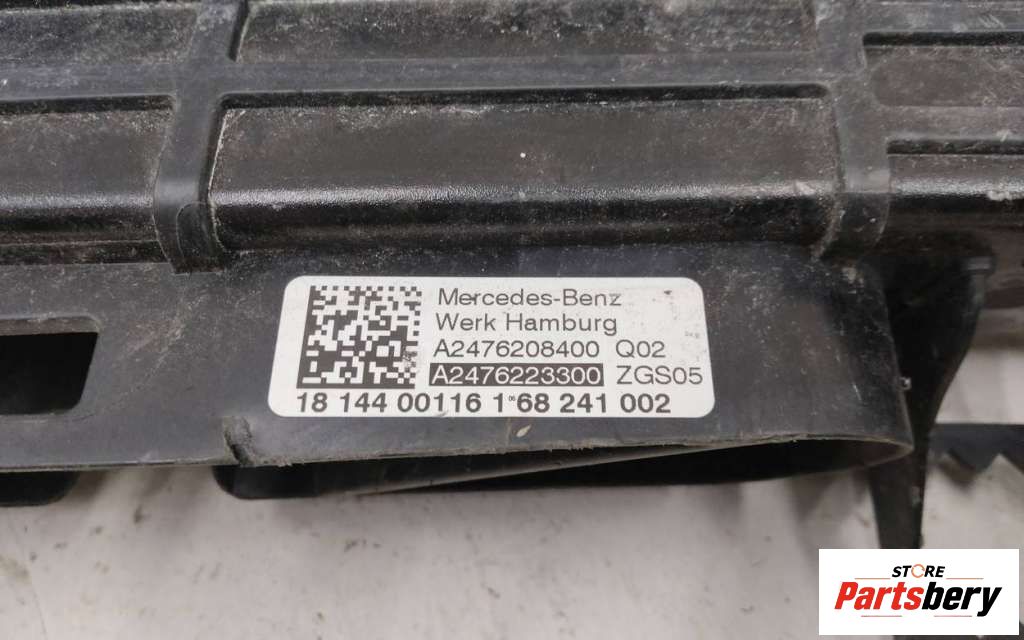 Mercedes-Benz
Werk Hamburg
A2476208400 Q02
A2476223300 ZGS05
18 144 00116 1 68 241 002
STORE
Partsbery